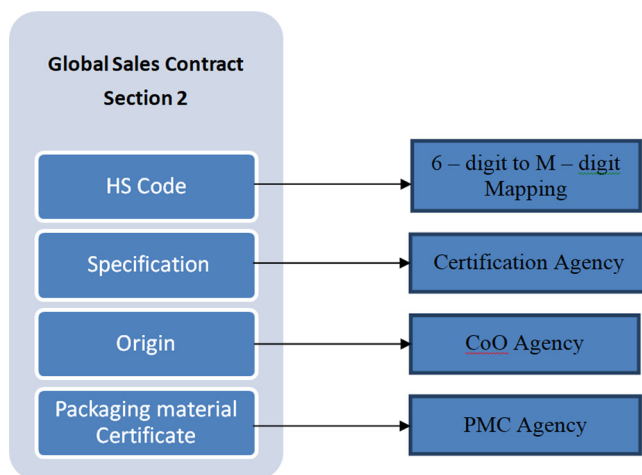 Global Sales Contract
Section 2
HS Code
6 – digit to M – digit
Mapping
Specification
Certification Agency
Origin
CoO Agency
Packaging material
Certificate
PMC Agency